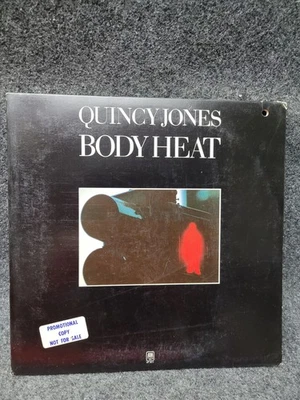 QUINCY JONES
BODY HEAT
PROMOTIONAL
COPY
NOT FOR SALE
A&M